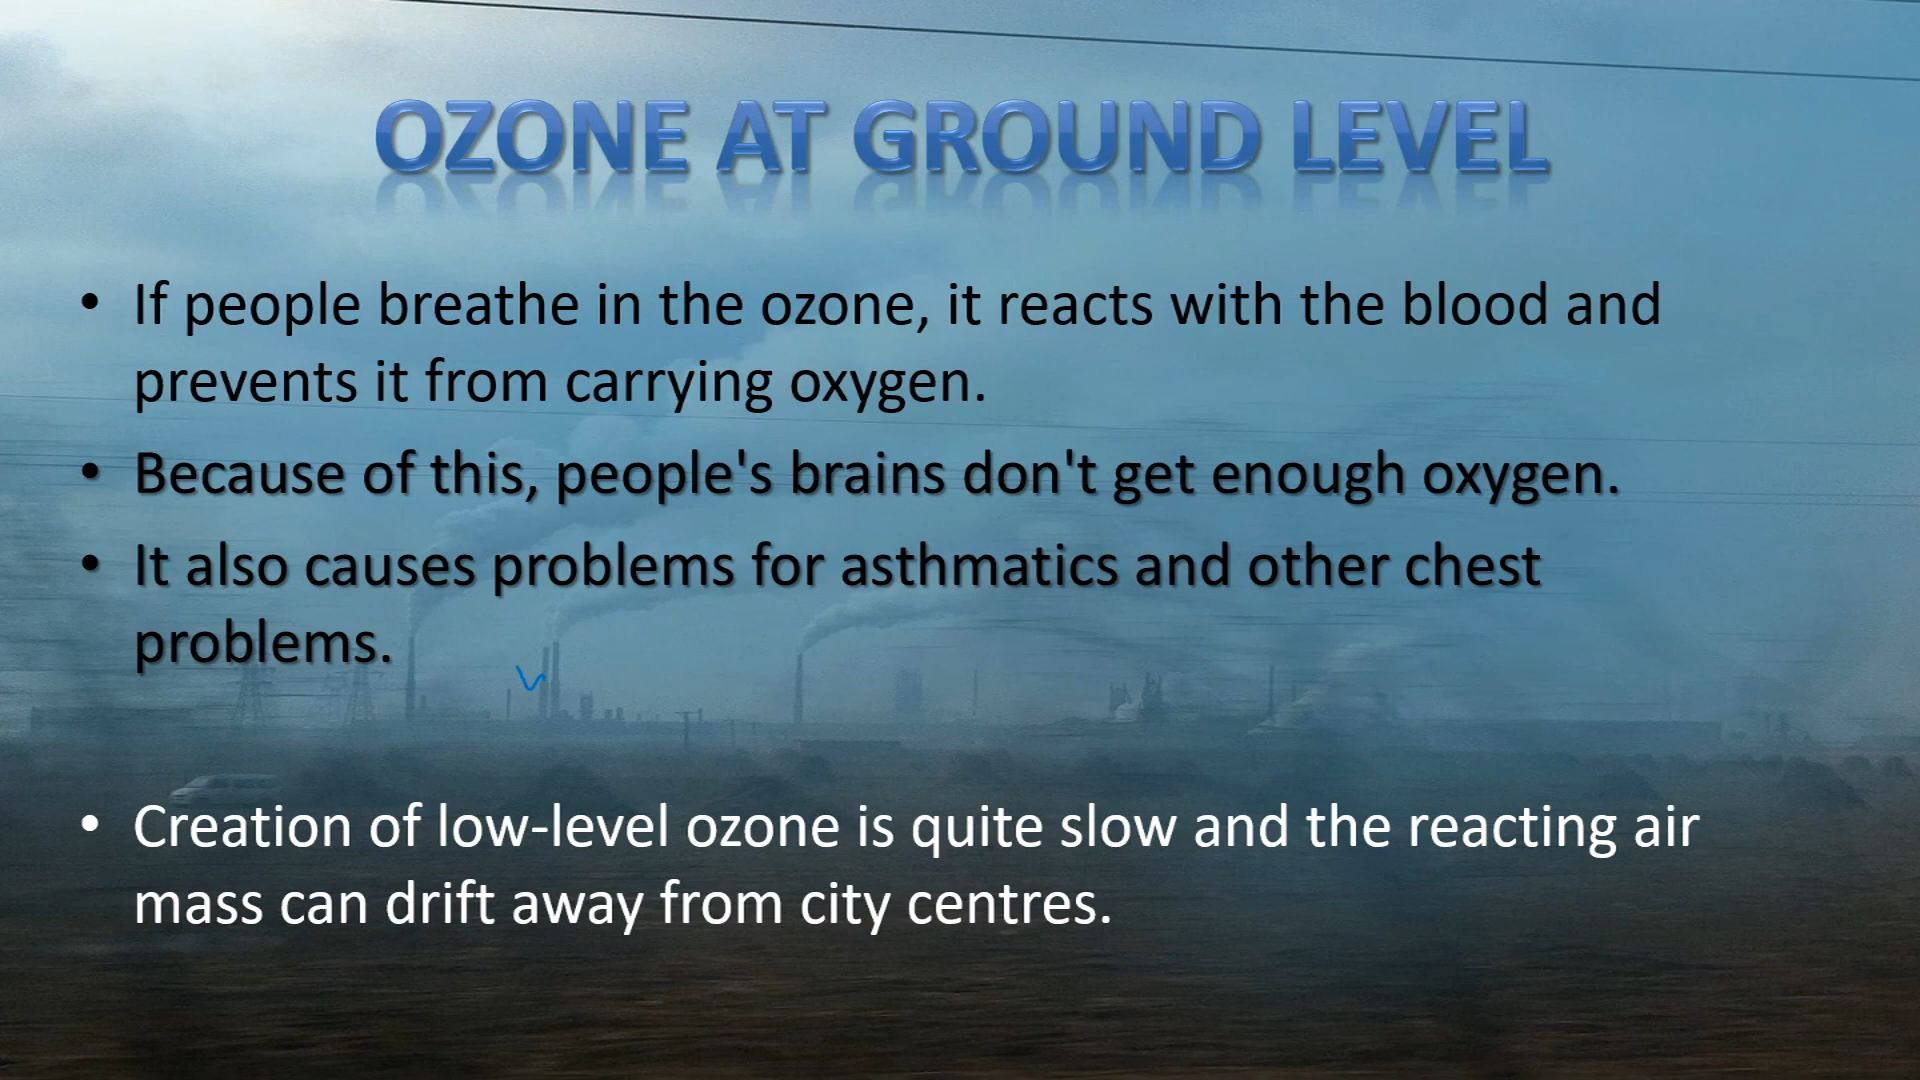 OZONE AT GROUND LEVEL
• If people breathe in the ozone, it reacts with the blood and
prevents it from carrying oxygen.
• Because of this, people's brains don't get enough oxygen.
• It also causes problems for asthmatics and other chest
problems.
• Creation of low-level ozone is quite slow and the reacting air
mass can drift away from city centres.